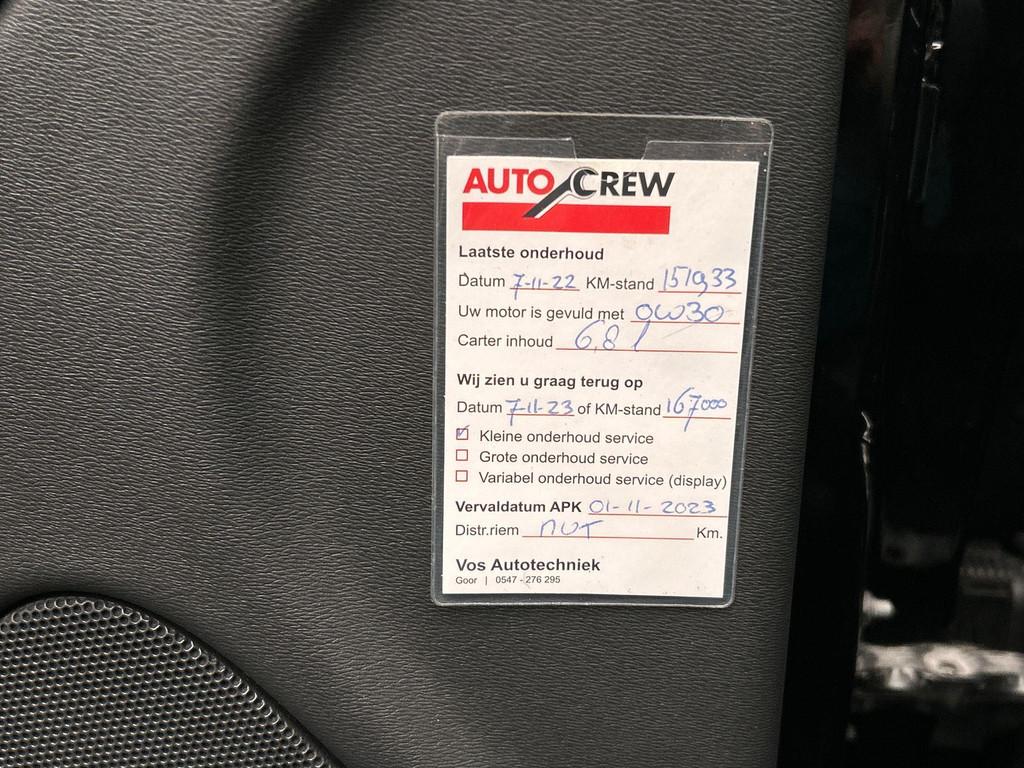 AUTO CREW
Laatste onderhoud
Datum 7-11-22 KM-stand 151933
Uw motor is gevuld met 0W30
Carter inhoud 6,8 l
Wij zien u graag terug op
Datum 7-11-23 of KM-stand 167000
Kleine onderhoud service
Grote onderhoud service
Variabel onderhoud service (display)
Vervaldatum APK 01-11-2023
Distr.riem nvt Km.
Vos Autotechniek
Goor | 0547 - 276 295